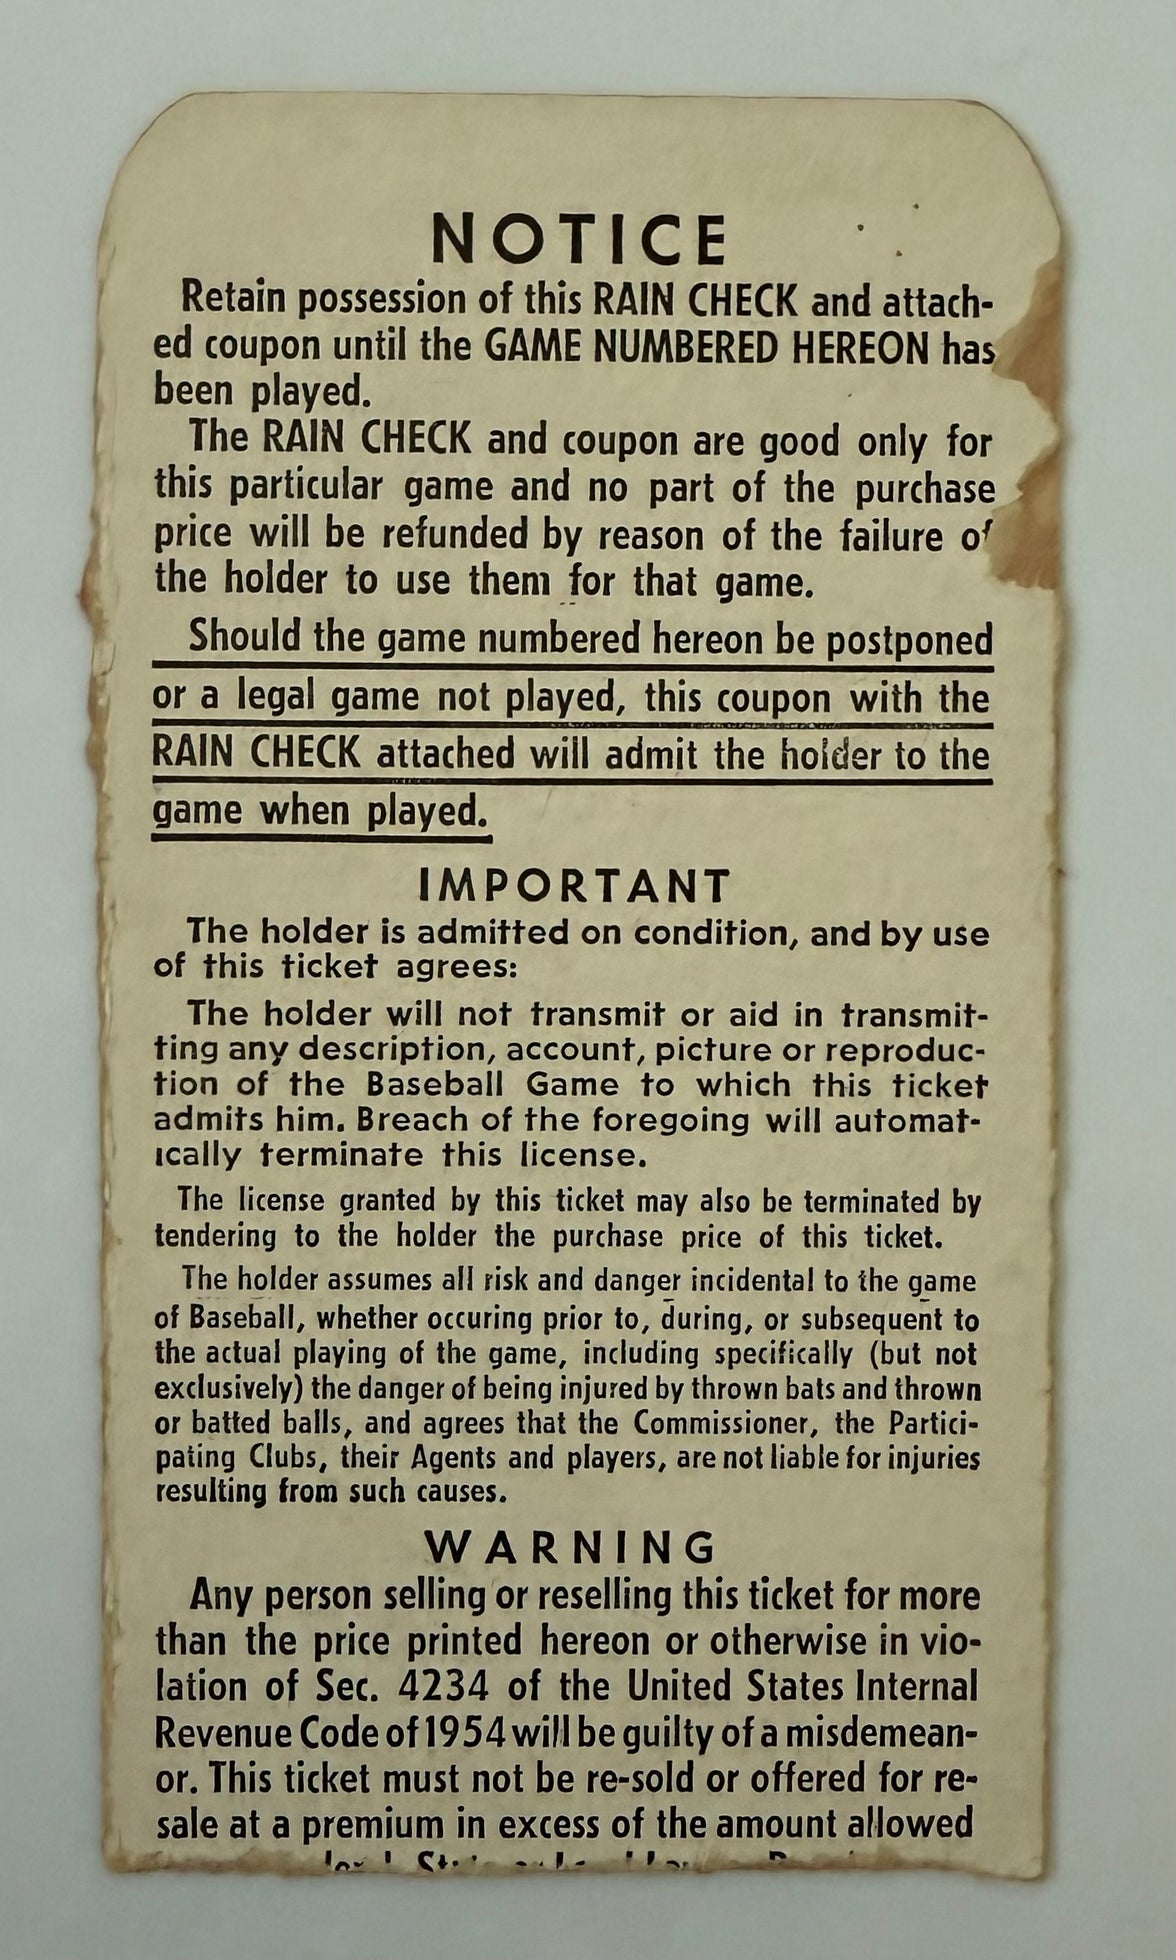 NOTICE
Retain possession of this RAIN CHECK and attach-
ed coupon until the GAME NUMBERED HEREON has
been played.
The RAIN CHECK and coupon are good only for
this particular game and no part of the purchase
price will be refunded by reason of the failure of
the holder to use them for that game.
Should the game numbered hereon be postponed
or a legal game not played, this coupon with the
RAIN CHECK attached will admit the holder to the
game when played.
IMPORTANT
The holder is admitted on condition, and by use
of this ticket agrees:
The holder will not transmit or aid in transmit-
ting any description, account, picture or reproduc-
tion of the Baseball Game to which this ticket
admits him. Breach of the foregoing will automat-
ically terminate this license.
The license granted by this ticket may also be terminated by
tendering to the holder the purchase price of this ticket.
The holder assumes all risk and danger incidental to the game
of Baseball, whether occuring prior to, during, or subsequent to
the actual playing of the game, including specifically (but not
exclusively) the danger of being injured by thrown bats and thrown
or batted balls, and agrees that the Commissioner, the Partici-
pating Clubs, their Agents and players, are not liable for injuries
resulting from such causes.
WARNING
Any person selling or reselling this ticket for more
than the price printed hereon or otherwise in vio-
lation of Sec. 4234 of the United States Internal
Revenue Code of 1954 will be guilty of a misdemean-
or. This ticket must not be re-sold or offered for re-
sale at a premium in excess of the amount allowed